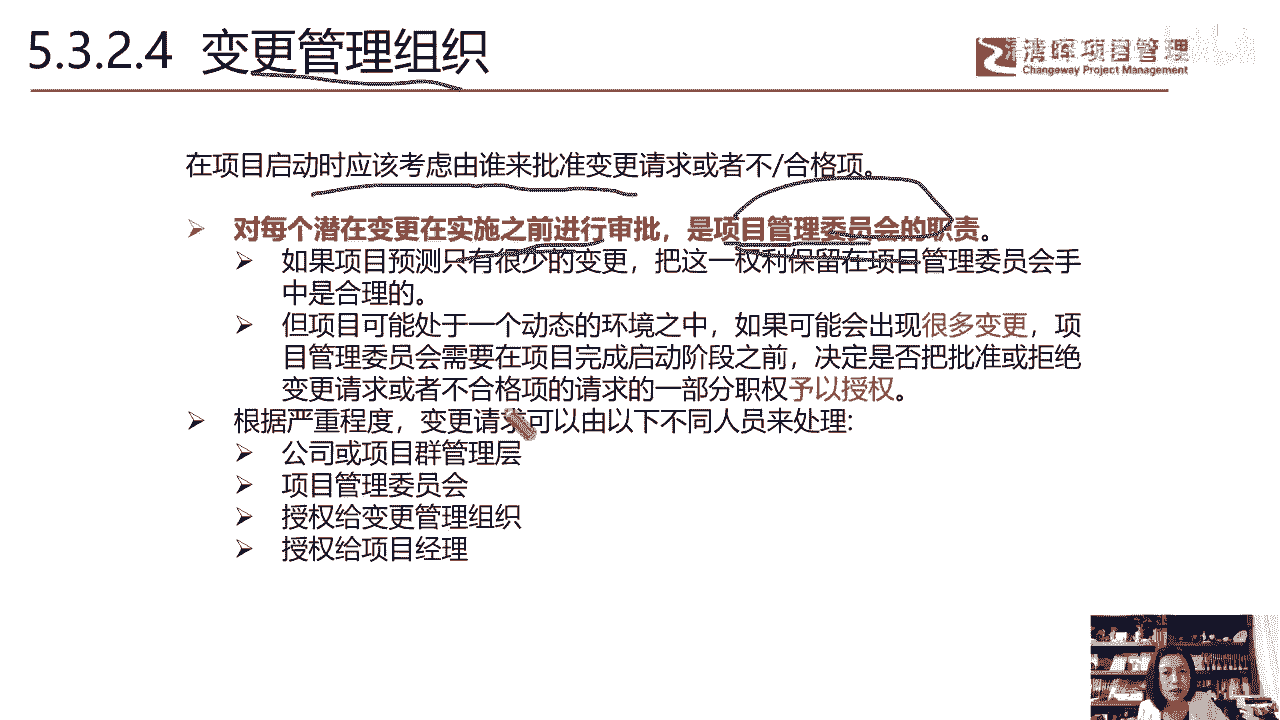 5.3.2.4 变更管理组织
清晖项目管理
Changeway Project Management
在项目启动时应该考虑由谁来批准变更请求或者不/合格项。
对每个潜在变更在实施之前进行审批，是项目管理委员会的职责。
如果项目预测只有很少的变更，把这一权利保留在项目管理委员会手
中是合理的。
但项目可能处于一个动态的环境之中，如果可能会出现很多变更，项
目管理委员会需要在项目完成启动阶段之前，决定是否把批准或拒绝
变更请求或者不合格项的请求的一部分职权予以授权。
根据严重程度，变更请求可以由以下不同人员来处理:
公司或项目群管理层
项目管理委员会
授权给变更管理组织
授权给项目经理